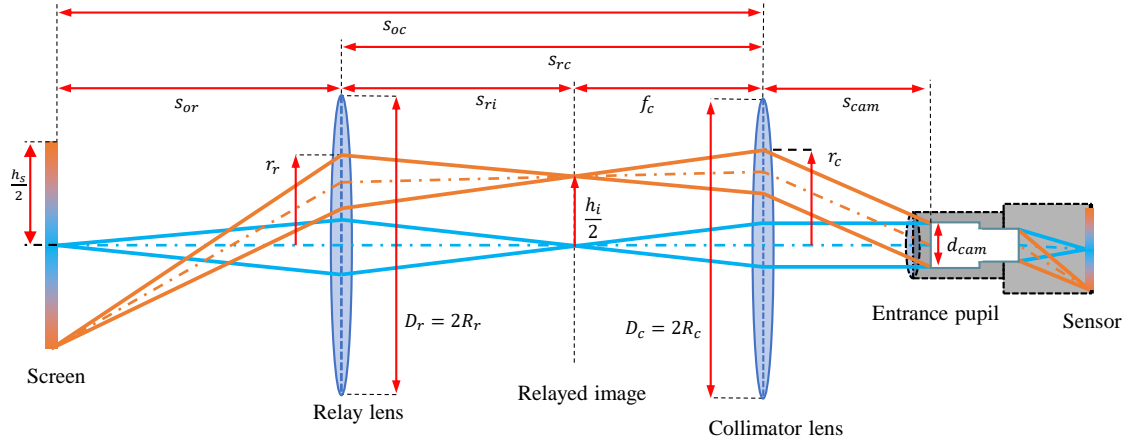 s_oc
s_rc
s_or
s_ri
f_c
s_cam
h_s/2
r_r
r_c
h_i/2
d_cam
D_r = 2R_r
D_c = 2R_c
Entrance pupil
Sensor
Screen
Relay lens
Relayed image
Collimator lens